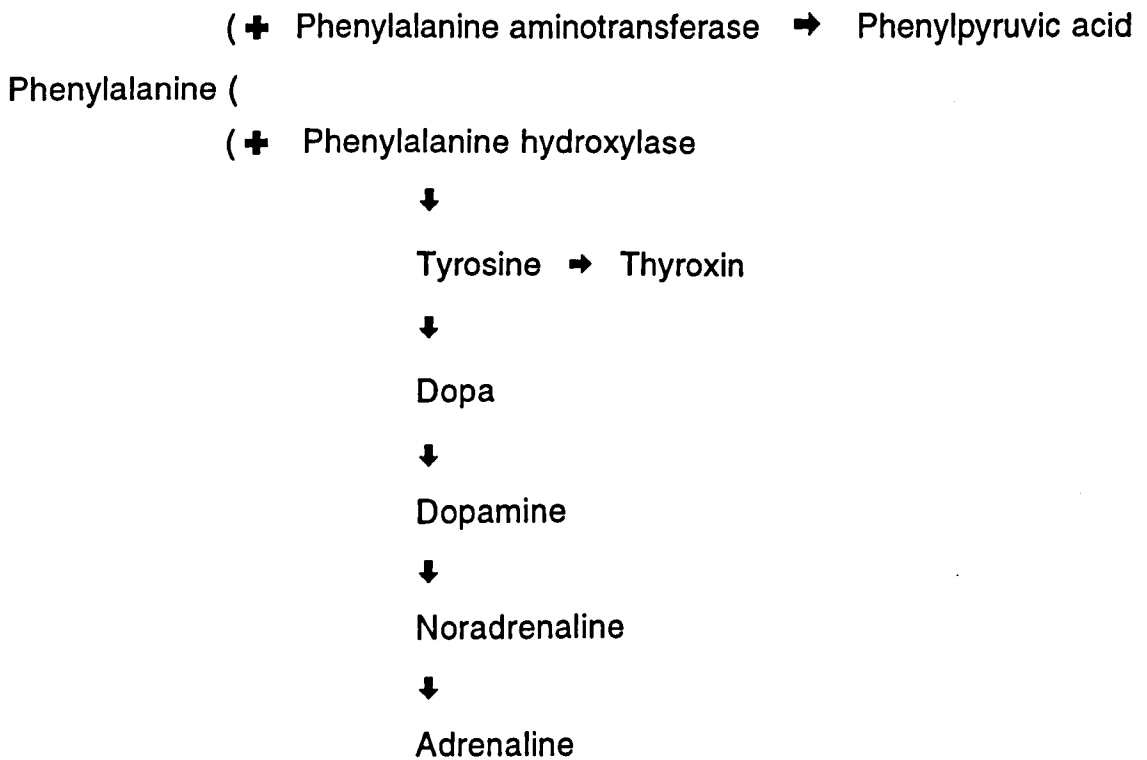 ( ✚ Phenylalanine aminotransferase ➡ Phenylpyruvic acid
Phenylalanine (
( ✚ Phenylalanine hydroxylase
⬇
Tyrosine ➡ Thyroxin
⬇
Dopa
⬇
Dopamine
⬇
Noradrenaline
⬇
Adrenaline